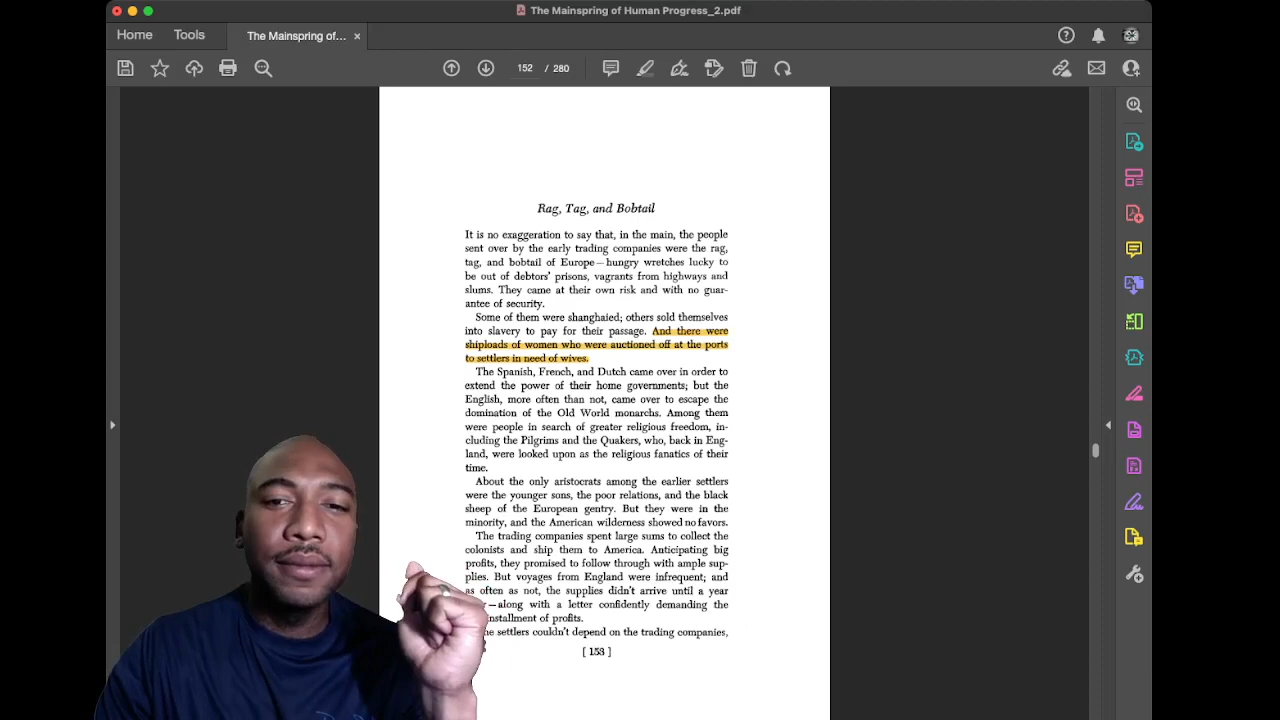 The Mainspring of Human Progress_2.pdf
Home
Tools
The Mainspring of...
152 / 280
Rag, Tag, and Bobtail
It is no exaggeration to say that, in the main, the people
sent over by the early trading companies were the rag,
tag, and bobtail of Europe—hungry wretches lucky to
be out of debtors' prisons, vagrants from highways and
slums. They came at their own risk and with no guar-
antee of security.
Some of them were shanghaied; others sold themselves
into slavery to pay for their passage. And there were
shiploads of women who were auctioned off at the ports
to settlers in need of wives.
The Spanish, French, and Dutch came over in order to
extend the power of their home governments; but the
English, more often than not, came over to escape the
domination of the Old World monarchs. Among them
were people in search of greater religious freedom, in-
cluding the Pilgrims and the Quakers, who, back in Eng-
land, were looked upon as the religious fanatics of their
time.
About the only aristocrats among the earlier settlers
were the younger sons, the poor relations, and the black
sheep of the European gentry. But they were in the
minority, and the American wilderness showed no favors.
The trading companies spent large sums to collect the
colonists and ship them to America. Anticipating big
profits, they promised to follow through with ample sup-
plies. But voyages from England were infrequent; and
as often as not, the supplies didn't arrive until a year
—along with a letter confidently demanding the
installment of profits.
settlers couldn't depend on the trading companies,
[ 153 ]